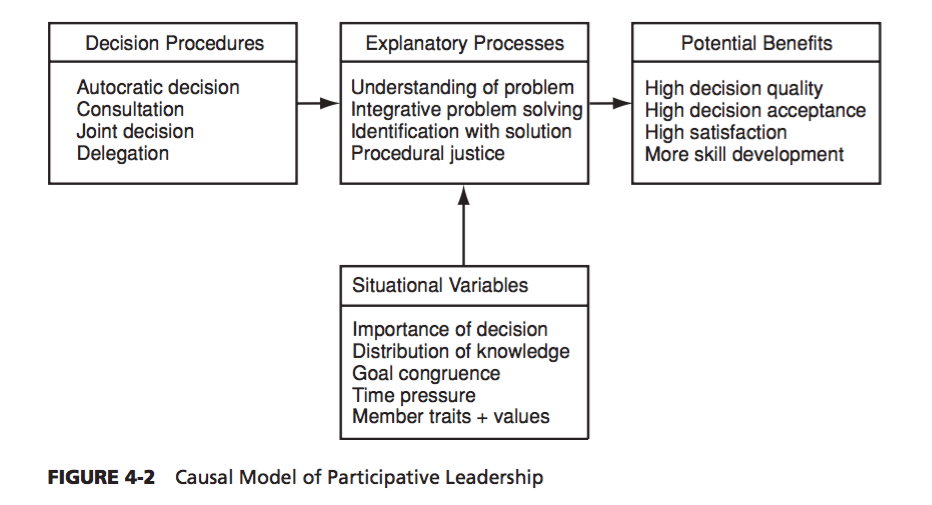 Decision Procedures
Autocratic decision
Consultation
Joint decision
Delegation
Explanatory Processes
Understanding of problem
Integrative problem solving
Identification with solution
Procedural justice
Potential Benefits
High decision quality
High decision acceptance
High satisfaction
More skill development
Situational Variables
Importance of decision
Distribution of knowledge
Goal congruence
Time pressure
Member traits + values
FIGURE 4-2 Causal Model of Participative Leadership